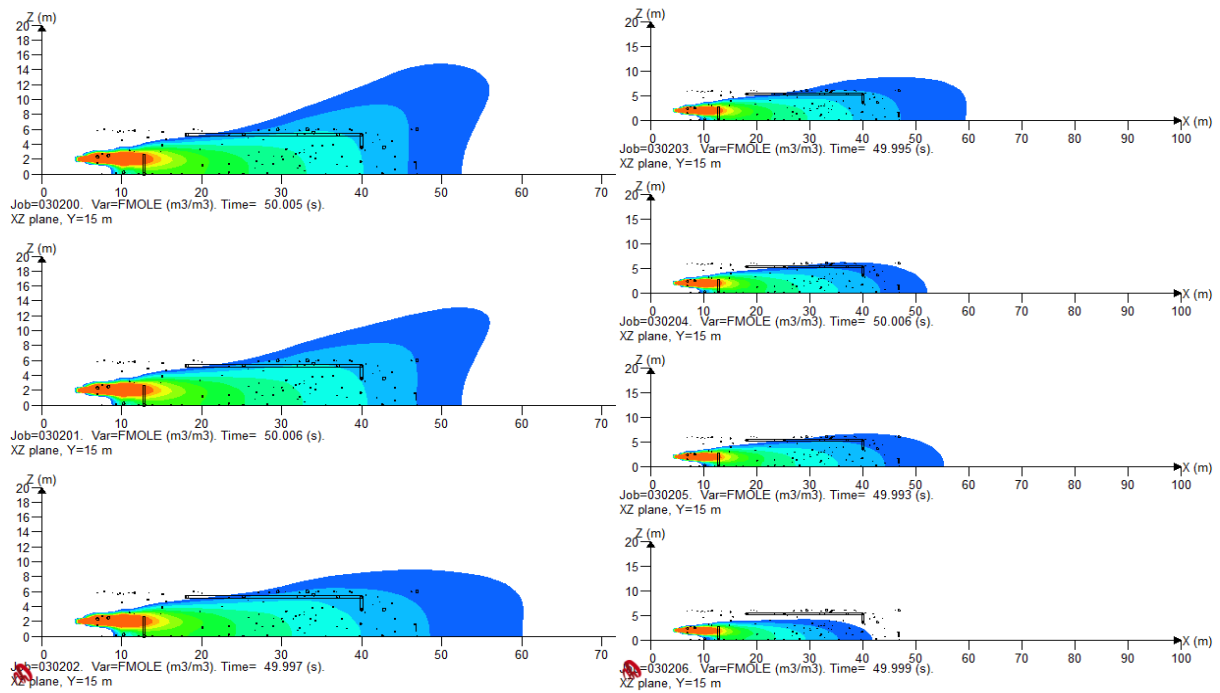 Z (m)
20
18
16
14
12
10
8
6
4
2
0
0 10 20 30 40 50 60 70
Job=030200. Var=FMOLE (m3/m3). Time= 50.005 (s).
XZ plane, Y=15 m
Z (m)
20
18
16
14
12
10
8
6
4
2
0
0 10 20 30 40 50 60 70
Job=030201. Var=FMOLE (m3/m3). Time= 50.006 (s).
XZ plane, Y=15 m
Z (m)
20
18
16
14
12
10
8
6
4
2
0
0 10 20 30 40 50 60 70
Job=030202. Var=FMOLE (m3/m3). Time= 49.997 (s).
XZ plane, Y=15 m
Z (m)
20
15
10
5
0
X (m)
0 10 20 30 40 50 60 70 80 90 100
Job=030203. Var=FMOLE (m3/m3). Time= 49.995 (s).
XZ plane, Y=15 m
Z (m)
20
15
10
5
0
X (m)
0 10 20 30 40 50 60 70 80 90 100
Job=030204. Var=FMOLE (m3/m3). Time= 50.006 (s).
XZ plane, Y=15 m
Z (m)
20
15
10
5
0
X (m)
0 10 20 30 40 50 60 70 80 90 100
Job=030205. Var=FMOLE (m3/m3). Time= 49.993 (s).
XZ plane, Y=15 m
Z (m)
20
15
10
5
0
X (m)
0 10 20 30 40 50 60 70 80 90 100
Job=030206. Var=FMOLE (m3/m3). Time= 49.999 (s).
XZ plane, Y=15 m